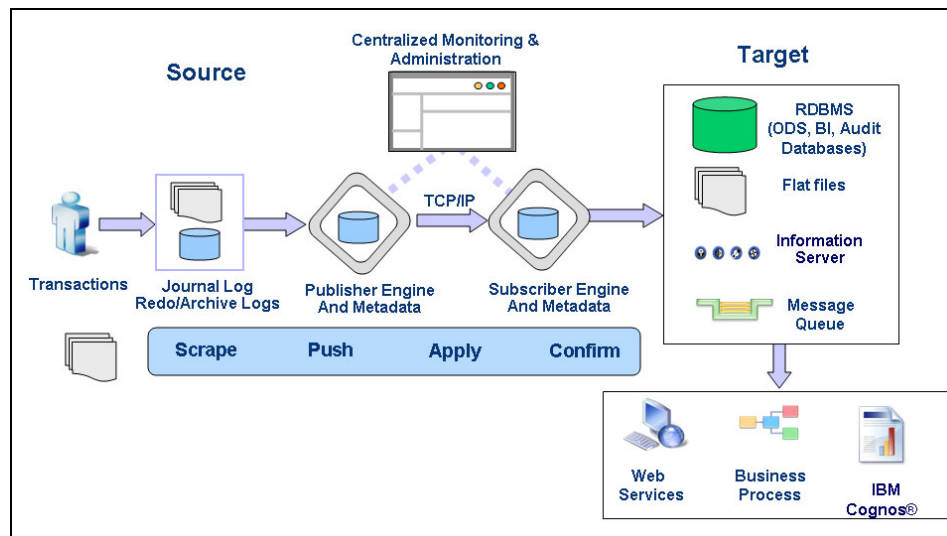 Centralized Monitoring &
Administration
Source
Target
RDBMS
(ODS, BI, Audit
Databases)
Flat files
TCP/IP
Information
Server
Transactions
Journal Log
Redo/Archive Logs
Publisher Engine
And Metadata
Subscriber Engine
And Metadata
Message
Queue
Scrape
Push
Apply
Confirm
Web
Services
Business
Process
IBM
Cognos®